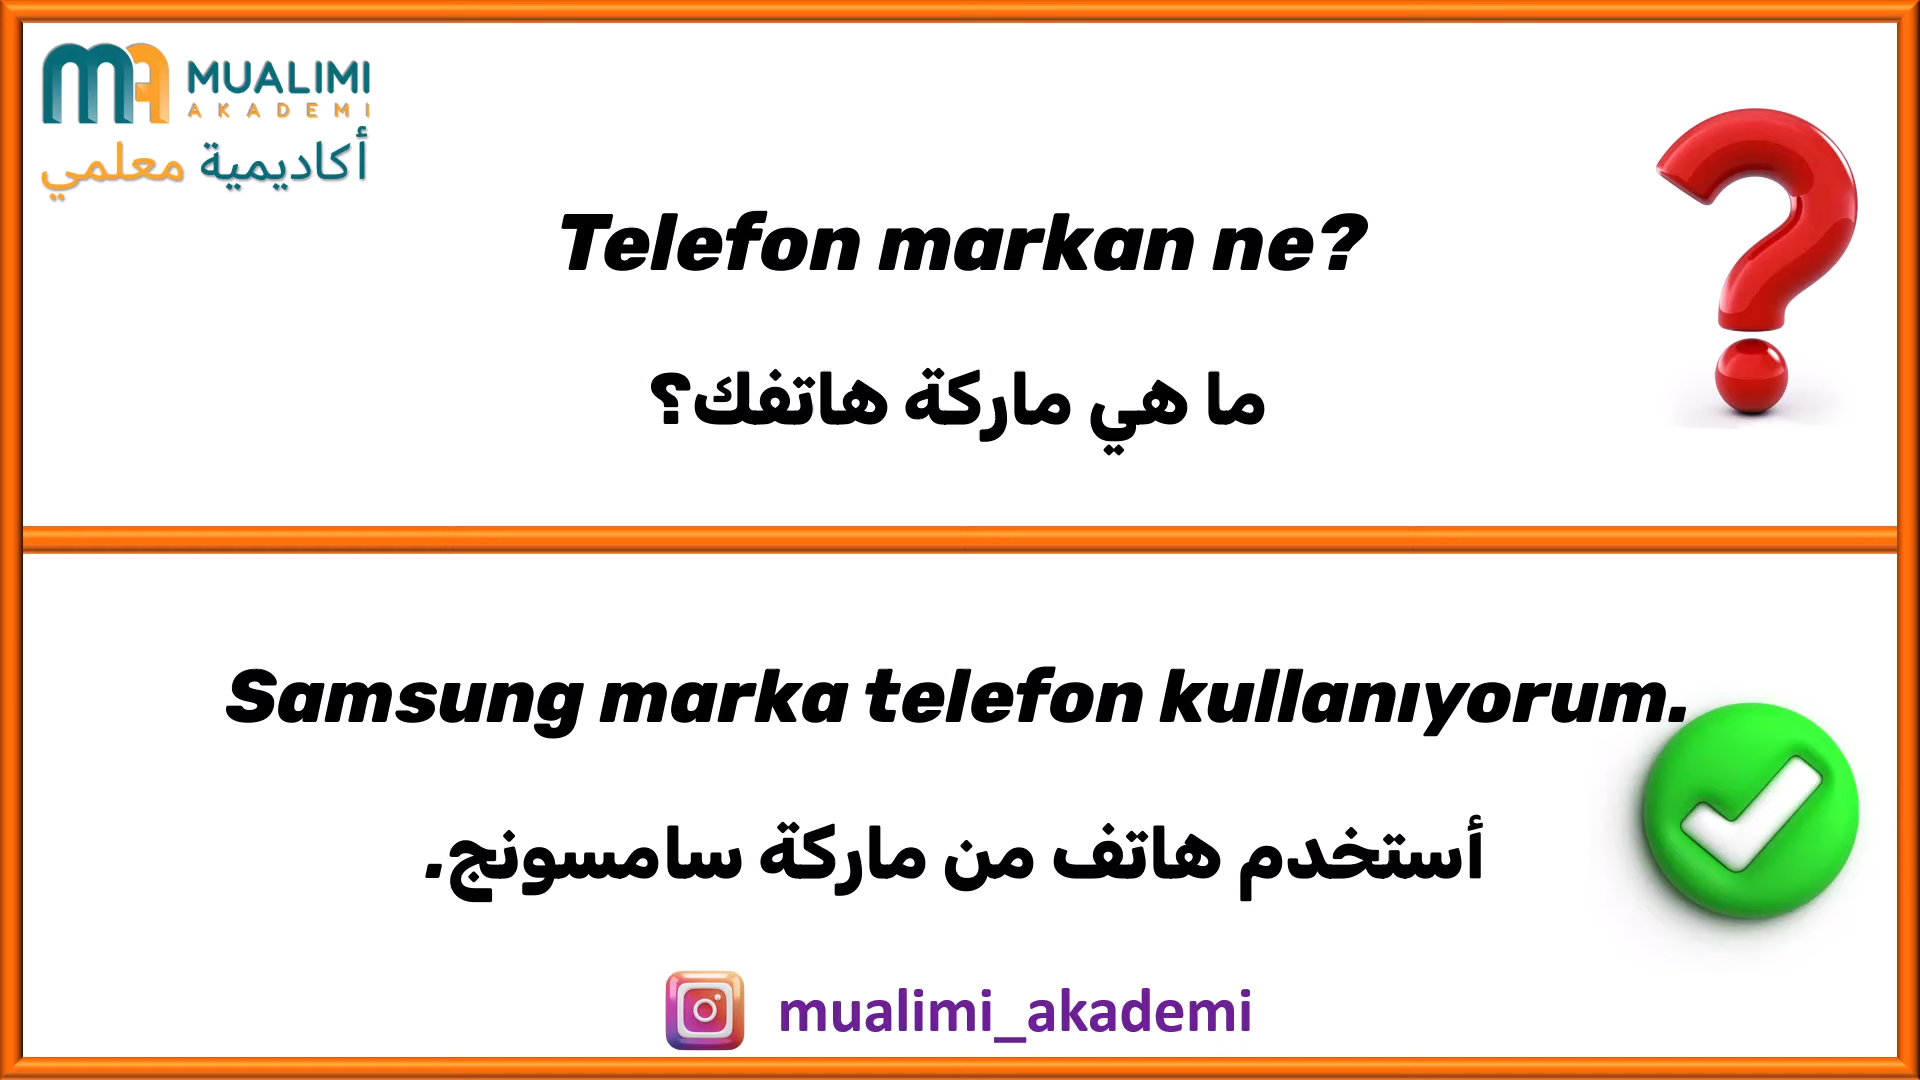 MUALIMI
AKADEMI
أكاديمية معلمي
Telefon markan ne?
ما هي ماركة هاتفك؟
Samsung marka telefon kullanıyorum.
أستخدم هاتف من ماركة سامسونج.
mualimi_akademi